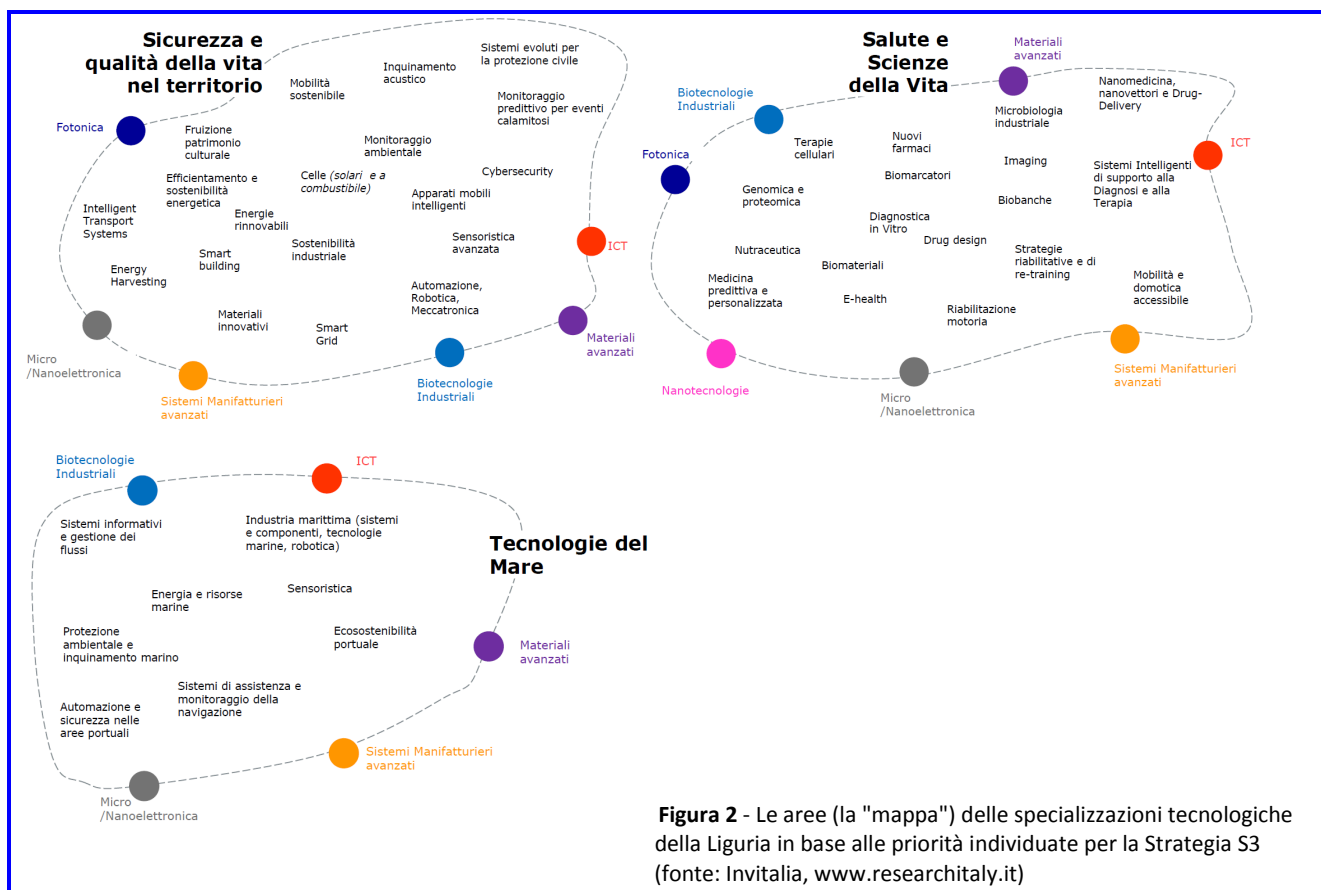 Sicurezza e
qualità della vita
nel territorio
Sistemi evoluti per
la protezione civile
Inquinamento
acustico
Mobilità
sostenibile
Monitoraggio
predittivo per eventi
calamitosi
Fotonica
Fruizione
patrimonio
culturale
Monitoraggio
ambientale
Efficientamento e
sostenibilità
energetica
Celle (solari e a
combustibile)
Cybersecurity
Apparati mobili
intelligenti
Intelligent
Transport
Systems
Energie
rinnovabili
Sensoristica
avanzata
ICT
Smart
building
Sostenibilità
industriale
Energy
Harvesting
Automazione,
Robotica,
Meccatronica
Materiali
innovativi
Smart
Grid
Materiali
avanzati
Micro
/Nanoelettronica
Biotecnologie
Industriali
Sistemi Manifatturieri
avanzati
Salute e
Scienze
della Vita
Materiali
avanzati
Biotecnologie
Industriali
Nanomedicina,
nanovettori e Drug-
Delivery
Microbiologia
industriale
Terapie
cellulari
Nuovi
farmaci
ICT
Fotonica
Imaging
Sistemi Intelligenti
di supporto alla
Diagnosi e alla
Terapia
Biomarcatori
Genomica e
proteomica
Biobanche
Diagnostica
in Vitro
Drug design
Nutraceutica
Strategie
riabilitative e di
re-training
Biomateriali
Medicina
predittiva e
personalizzata
Mobilità e
domotica
accessibile
E-health
Riabilitazione
motoria
Nanotecnologie
Sistemi Manifatturieri
avanzati
Micro
/Nanoelettronica
Biotecnologie
Industriali
ICT
Sistemi informativi
e gestione dei
flussi
Industria marittima (sistemi
e componenti, tecnologie
marine, robotica)
Tecnologie del
Mare
Energia e risorse
marine
Sensoristica
Protezione
ambientale e
inquinamento marino
Ecosostenibilità
portuale
Materiali
avanzati
Sistemi di assistenza e
monitoraggio della
navigazione
Automazione e
sicurezza nelle
aree portuali
Sistemi Manifatturieri
avanzati
Micro
/Nanoelettronica
Figura 2 - Le aree (la "mappa") delle specializzazioni tecnologiche
della Liguria in base alle priorità individuate per la Strategia S3
(fonte: Invitalia, www.researchitaly.it)